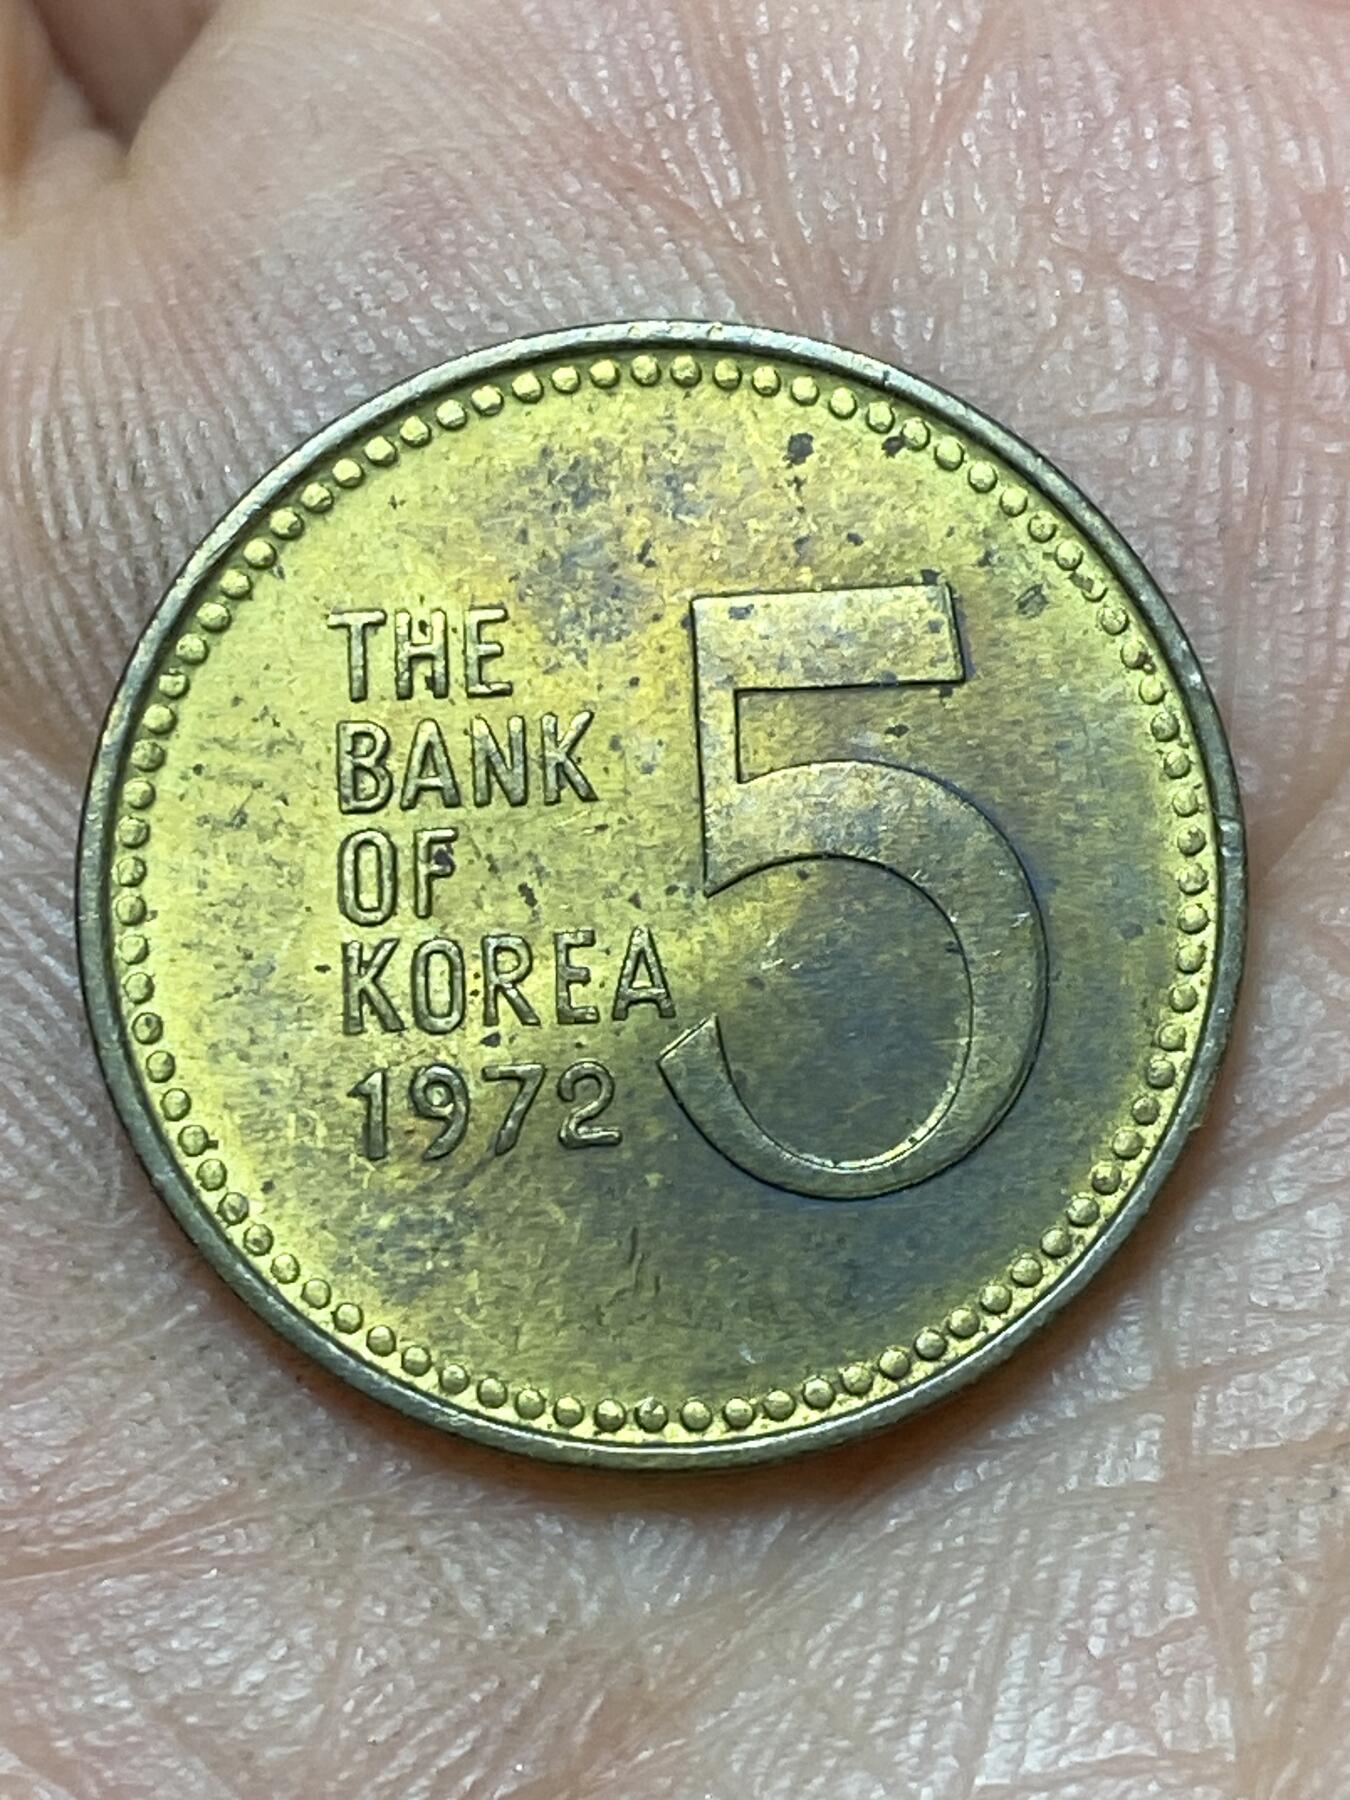 THE
BANK
OF
KOREA
1972
5